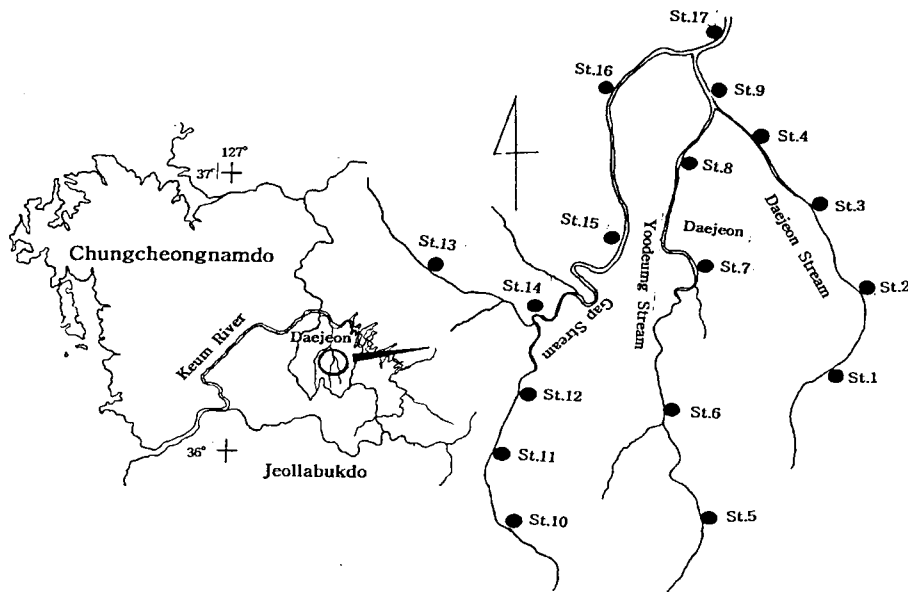 St.17
St.16
St.9
St.4
127°
37°
St.8
St.3
St.15
Yoodeung Stream
Daejeon
Daejeon Stream
St.13
Chungcheongnamdo
St.7
St.2
St.14
Gap Stream
Keum River
Daejeon
St.1
St.12
St.6
36°
St.11
Jeollabukdo
St.10
St.5